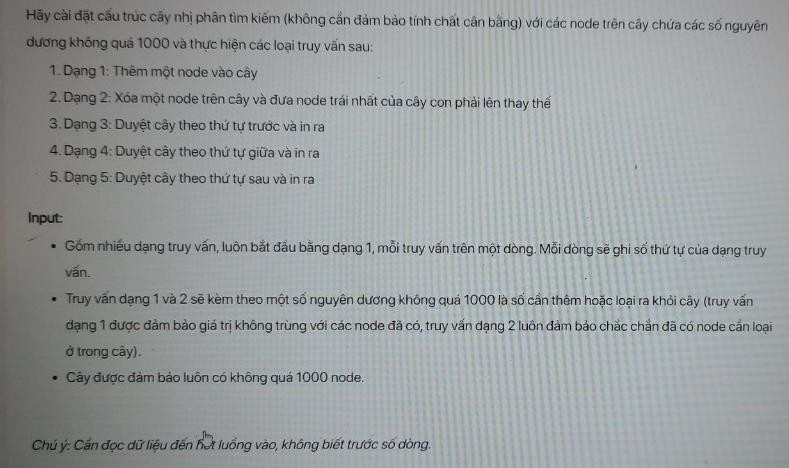 Hãy cài đặt cấu trúc cây nhị phân tìm kiếm (không cần đảm bảo tính chất cân bằng) với các node trên cây chứa các số nguyên
dương không quá 1000 và thực hiện các loại truy vấn sau:
1. Dạng 1: Thêm một node vào cây
2. Dạng 2: Xóa một node trên cây và đưa node trái nhất của cây con phải lên thay thế
3. Dạng 3: Duyệt cây theo thứ tự trước và in ra
4. Dạng 4: Duyệt cây theo thứ tự giữa và in ra
5. Dạng 5: Duyệt cây theo thứ tự sau và in ra
Input:
• Gồm nhiều dạng truy vấn, luôn bắt đầu bằng dạng 1, mỗi truy vấn trên một dòng. Mỗi dòng sẽ ghi số thứ tự của dạng truy
vấn.
• Truy vấn dạng 1 và 2 sẽ kèm theo một số nguyên dương không quá 1000 là số cần thêm hoặc loại ra khỏi cây (truy vấn
dạng 1 được đảm bảo giá trị không trùng với các node đã có, truy vấn dạng 2 luôn đảm bảo chắc chắn đã có node cần loại
ở trong cây).
• Cây được đảm bảo luôn có không quá 1000 node.
Chú ý: Cần đọc dữ liệu đến luồng vào, không biết trước số dòng.